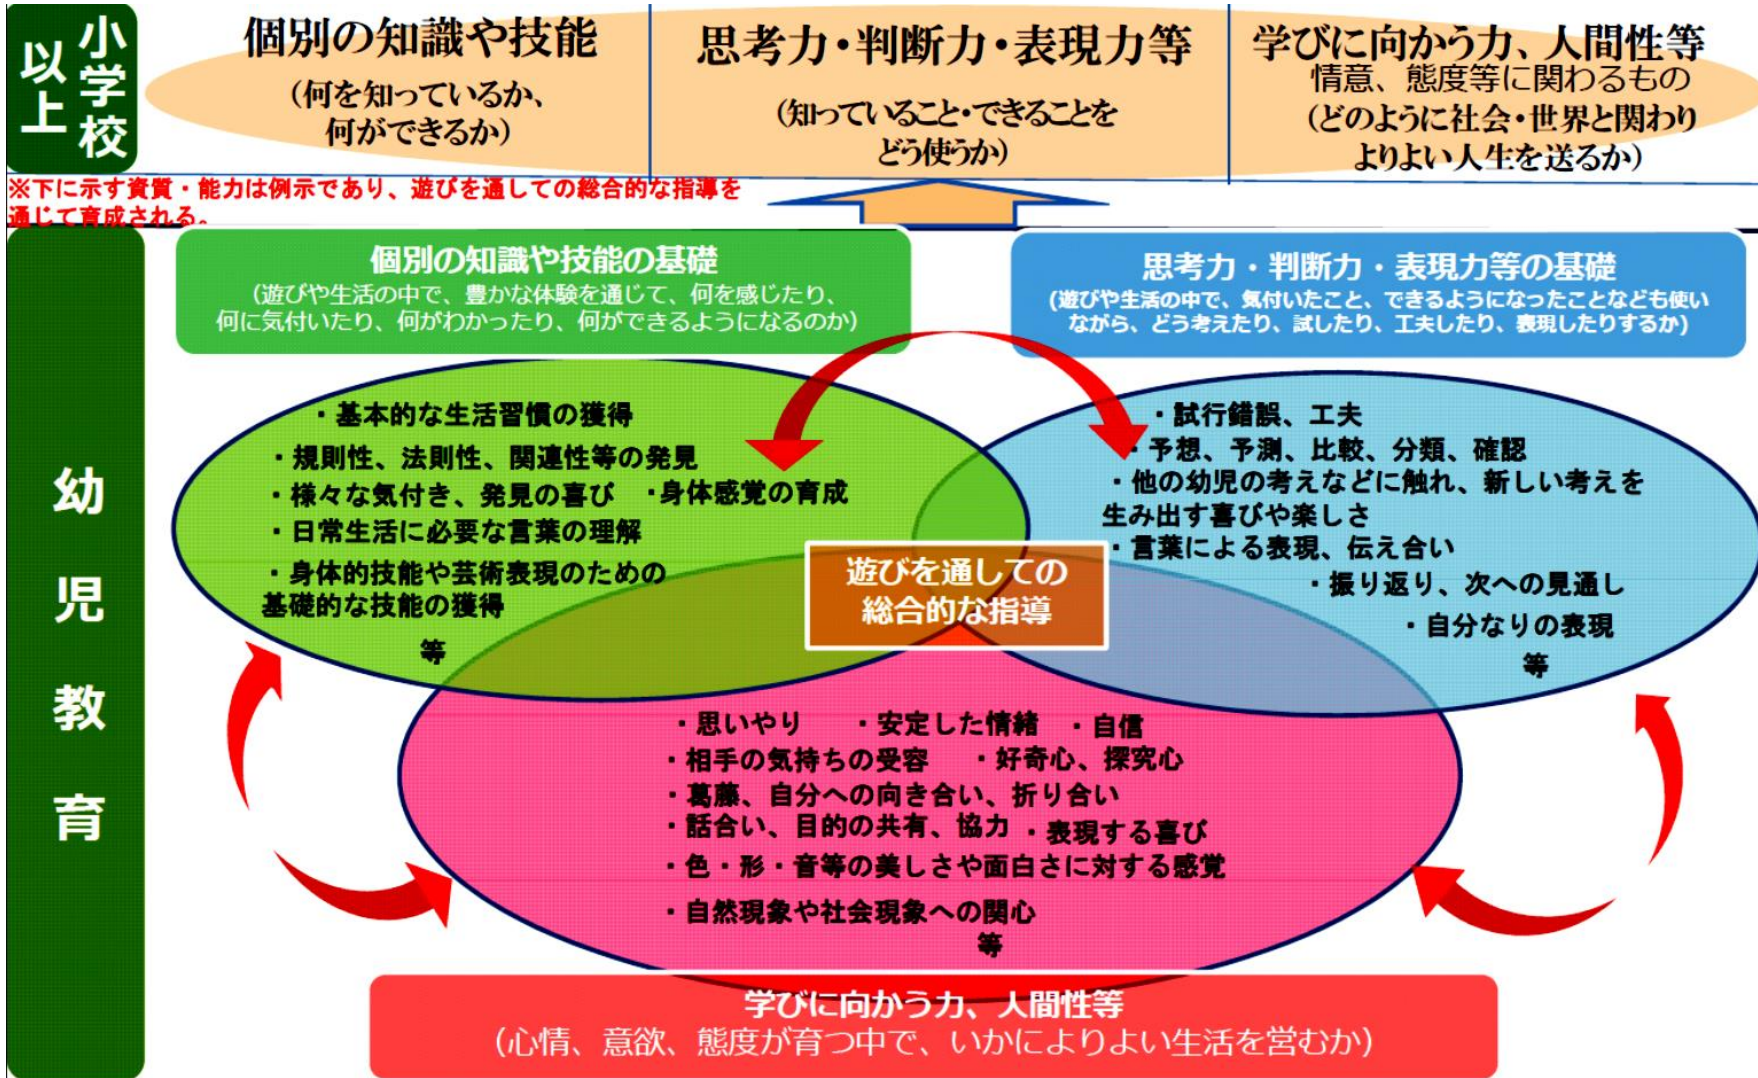 小学校
以上
個別の知識や技能
(何を知っているか、
何ができるか)
思考力・判断力・表現力等
(知っていること・できることを
どう使うか)
学びに向かう力、人間性等
情意、態度等に関わるもの
(どのように社会・世界と関わり
よりよい人生を送るか)
※下に示す資質・能力は例示であり、遊びを通しての総合的な指導を
通じて育成される。
幼児教育
個別の知識や技能の基礎
(遊びや生活の中で、豊かな体験を通じて、何を感じたり、
何に気付いたり、何がわかったり、何ができるようになるのか)
思考力・判断力・表現力等の基礎
(遊びや生活の中で、気付いたこと、できるようになったことなども使い
ながら、どう考えたり、試したり、工夫したり、表現したりするか)
・基本的な生活習慣の獲得
・規則性、法則性、関連性等の発見
・様々な気付き、発見の喜び ・身体感覚の育成
・日常生活に必要な言葉の理解
・身体的技能や芸術表現のための
基礎的な技能の獲得
等
・試行錯誤、工夫
・予想、予測、比較、分類、確認
・他の幼児の考えなどに触れ、新しい考えを
生み出す喜びや楽しさ
・言葉による表現、伝え合い
・振り返り、次への見通し
・自分なりの表現
等
遊びを通しての
総合的な指導
・思いやり ・安定した情緒 ・自信
・相手の気持ちの受容 ・好奇心、探究心
・葛藤、自分への向き合い、折り合い
・話合い、目的の共有、協力 ・表現する喜び
・色・形・音等の美しさや面白さに対する感覚
・自然現象や社会現象への関心
等
学びに向かう力、人間性等
(心情、意欲、態度が育つ中で、いかによりよい生活を営むか)